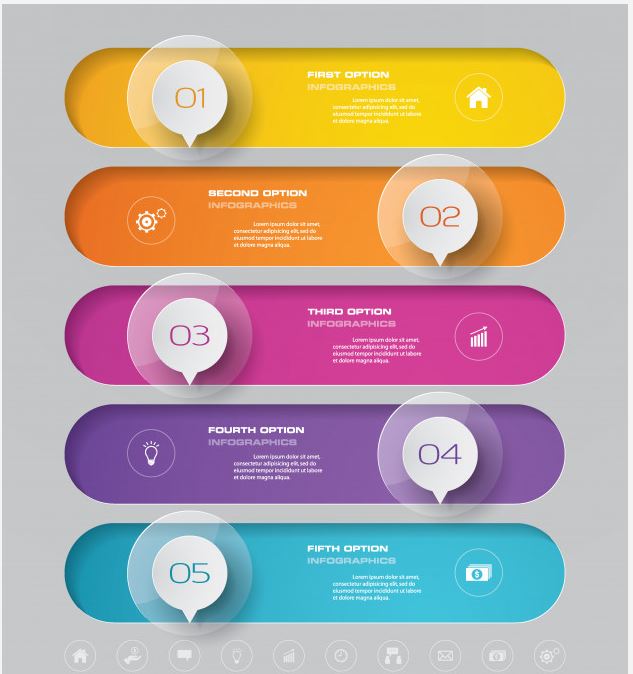 01
FIRST OPTION
INFOGRAPHICS
Lorem ipsum dolor sit amet,
consectetur adipisicing elit, sed do
eiusmod tempor incididunt ut labore
et dolore magna aliqua.
SECOND OPTION
INFOGRAPHICS
Lorem ipsum dolor sit amet,
consectetur adipisicing elit, sed do
eiusmod tempor incididunt ut labore
et dolore magna aliqua.
02
03
THIRD OPTION
INFOGRAPHICS
Lorem ipsum dolor sit amet,
consectetur adipisicing elit, sed do
eiusmod tempor incididunt ut labore
et dolore magna aliqua.
FOURTH OPTION
INFOGRAPHICS
Lorem ipsum dolor sit amet,
consectetur adipisicing elit, sed do
eiusmod tempor incididunt ut labore
et dolore magna aliqua.
04
05
FIFTH OPTION
INFOGRAPHICS
Lorem ipsum dolor sit amet,
consectetur adipisicing elit, sed do
eiusmod tempor incididunt ut labore
et dolore magna aliqua.